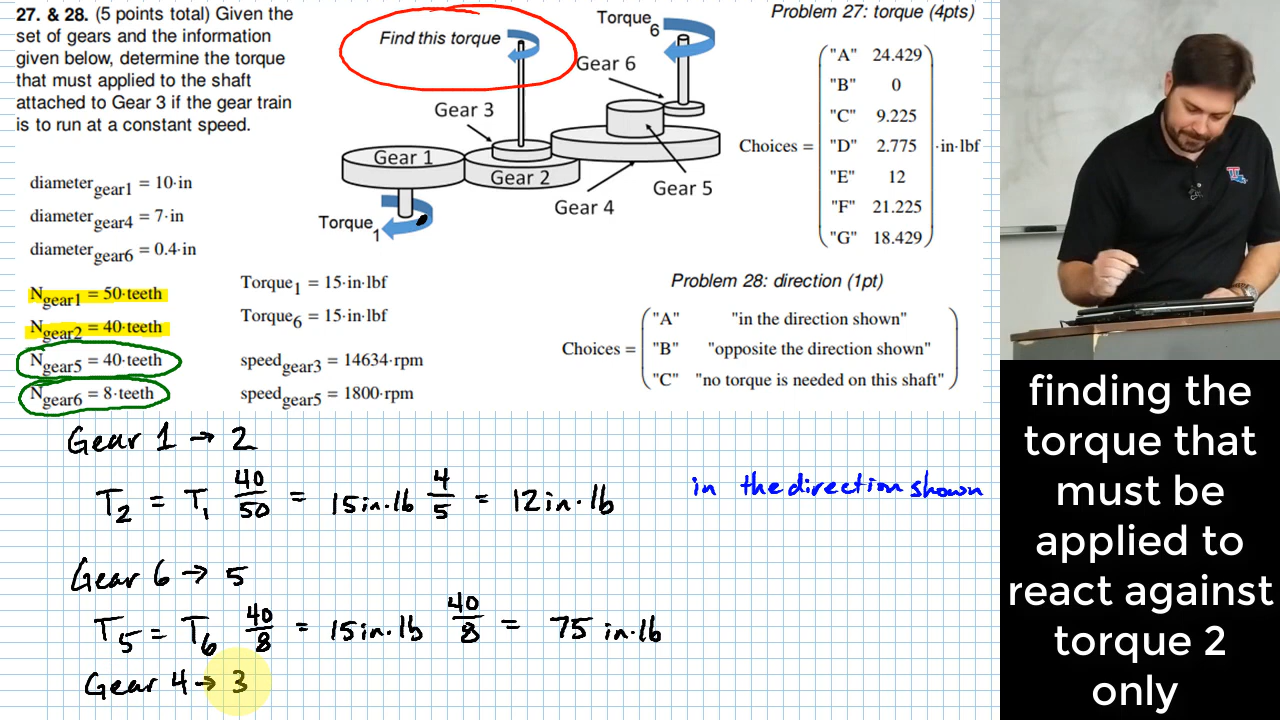 27. & 28. (5 points total) Given the
set of gears and the information
given below, determine the torque
that must applied to the shaft
attached to Gear 3 if the gear train
is to run at a constant speed.
Find this torque
Torque6
Gear 6
Gear 3
Gear 1
Gear 2
Gear 5
Gear 4
Torque1
Problem 27: torque (4pts)
Choices =
"A" 24.429
"B" 0
"C" 9.225
"D" 2.775
"E" 12
"F" 21.225
"G" 18.429
·in·lbf
diametergear1 = 10·in
diametergear4 = 7·in
diametergear6 = 0.4·in
Ngear1 = 50·teeth
Ngear2 = 40·teeth
Ngear5 = 40·teeth
Ngear6 = 8·teeth
Torque1 = 15·in·lbf
Torque6 = 15·in·lbf
speedgear3 = 14634·rpm
speedgear5 = 1800·rpm
Problem 28: direction (1pt)
Choices =
"A" "in the direction shown"
"B" "opposite the direction shown"
"C" "no torque is needed on this shaft"
Gear 1 → 2
T2 = T1 40/50 = 15in·lb 4/5 = 12in·lb
in the direction shown
Gear 6 → 5
T5 = T6 40/8 = 15in·lb 40/8 = 75 in·lb
Gear 4 → 3
finding the
torque that
must be
applied to
react against
torque 2
only